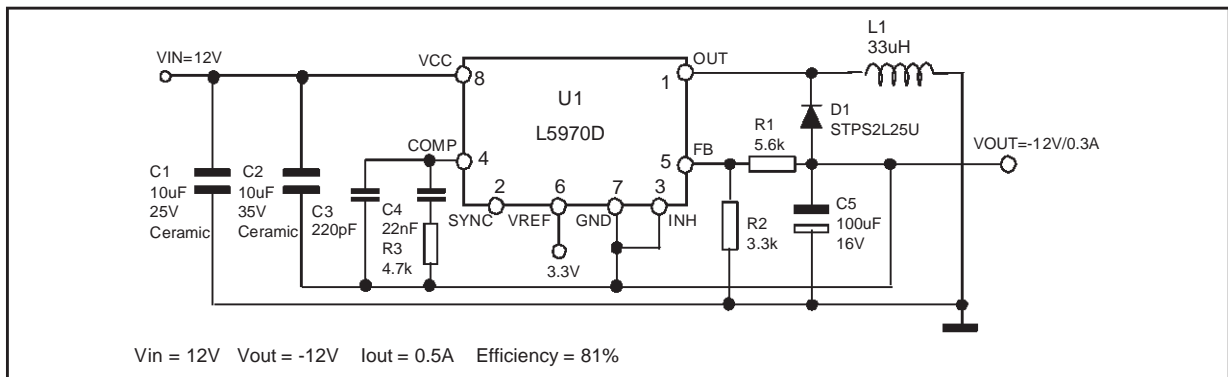 VIN=12V
VCC
8
U1
L5970D
1
OUT
L1
33uH
D1
STPS2L25U
R1
5.6k
VOUT=-12V/0.3A
COMP
4
5
FB
C1
10uF
25V
Ceramic
C2
10uF
35V
Ceramic
C3
220pF
C4
22nF
R3
4.7k
SYNC
2
VREF
6
3.3V
GND
7
3
INH
R2
3.3k
C5
100uF
16V
Vin = 12V Vout = -12V Iout = 0.5A Efficiency = 81%